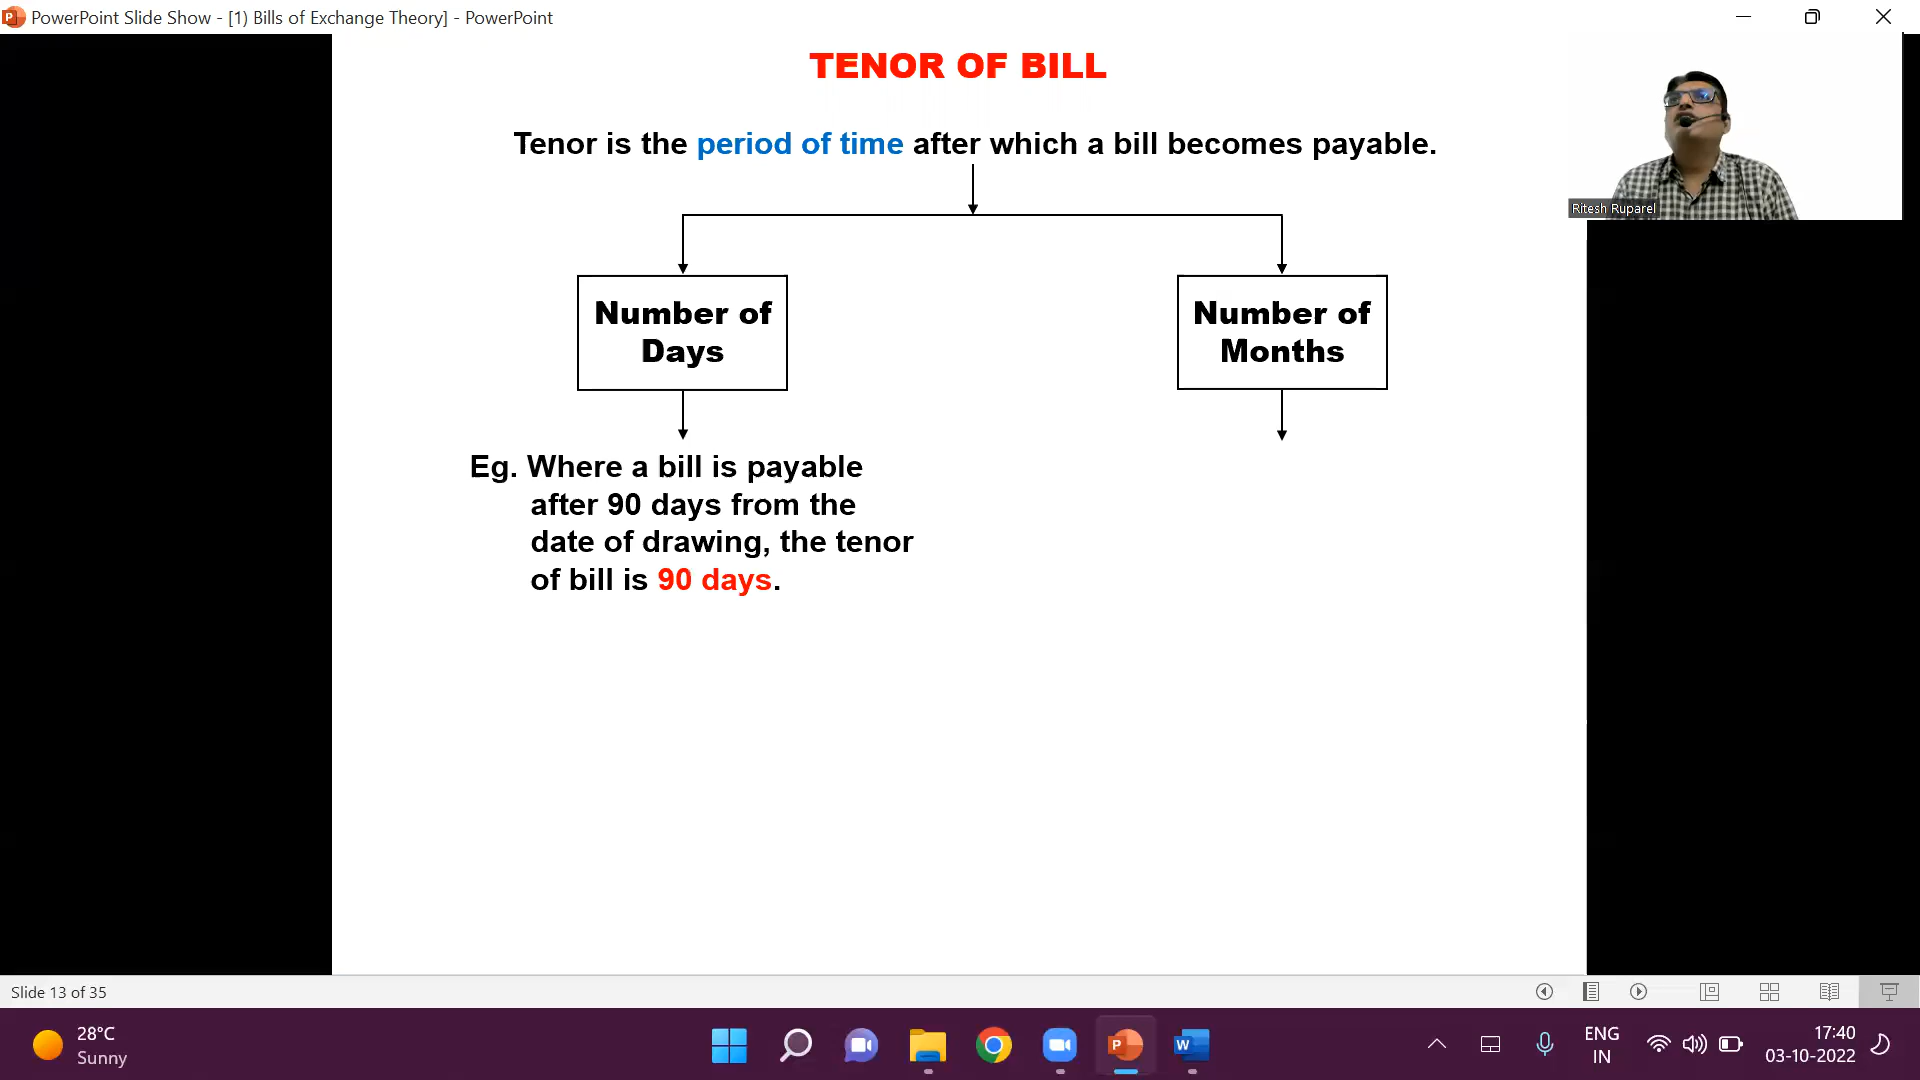 PowerPoint Slide Show - [1) Bills of Exchange Theory] - PowerPoint
TENOR OF BILL
Tenor is the period of time after which a bill becomes payable.
Ritesh Ruparel
Number of
Days
Number of
Months
Eg. Where a bill is payable
after 90 days from the
date of drawing, the tenor
of bill is 90 days.
Slide 13 of 35
28°C
Sunny
ENG
IN
17:40
03-10-2022